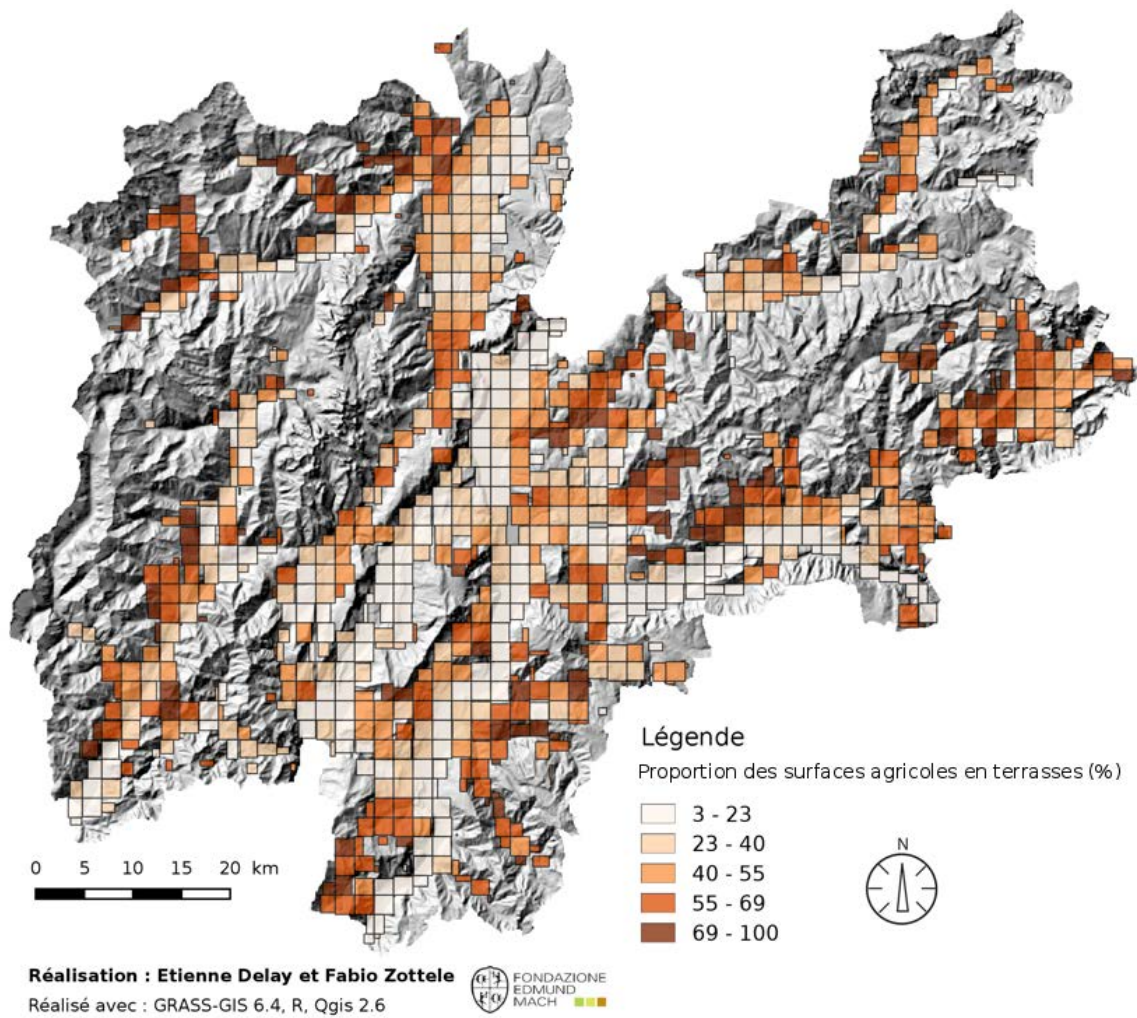 Légende
Proportion des surfaces agricoles en terrasses (%)
3 - 23
23 - 40
40 - 55
55 - 69
69 - 100
N
0 5 10 15 20 km
Réalisation : Etienne Delay et Fabio Zottele
Réalisé avec : GRASS-GIS 6.4, R, Qgis 2.6
FONDAZIONE
EDMUND
MACH